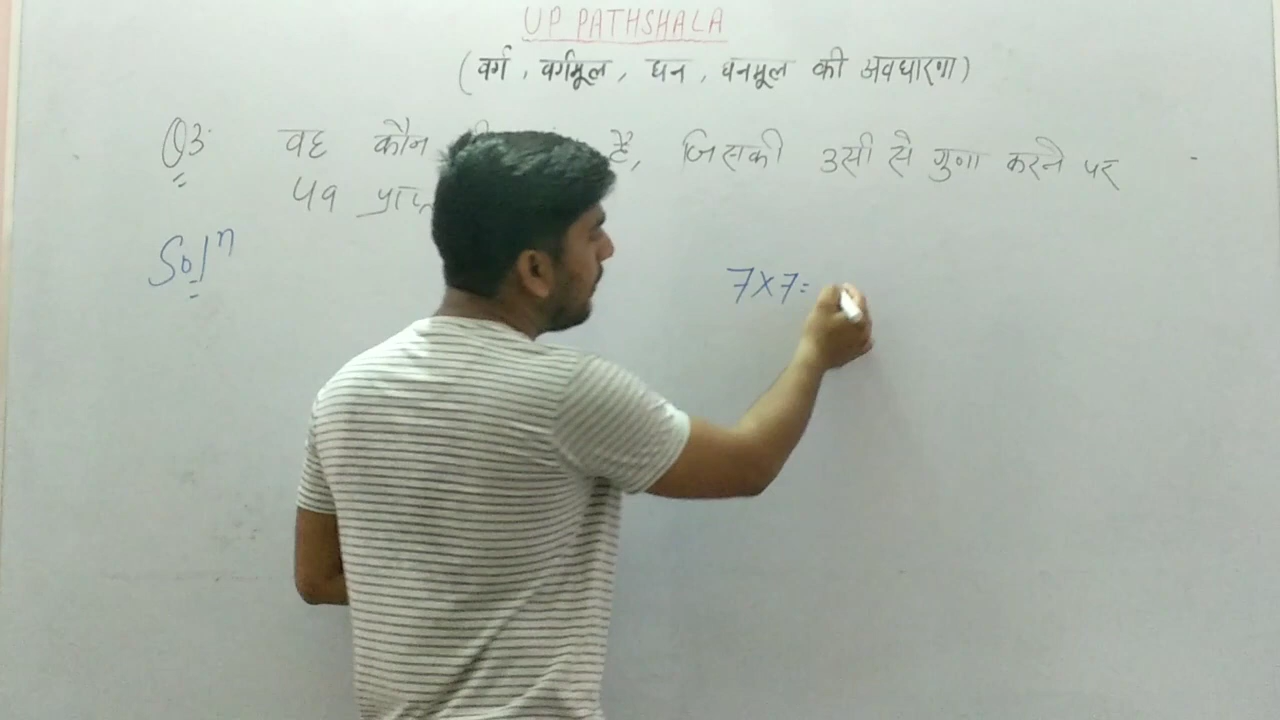 UP PATHSHALA
(वर्ग, वर्गमूल, घन, घनमूल की अवधारणा)
Q3. वह कौन है, जिसकी उसी से गुणा करने पर
49
Solⁿ
7×7=